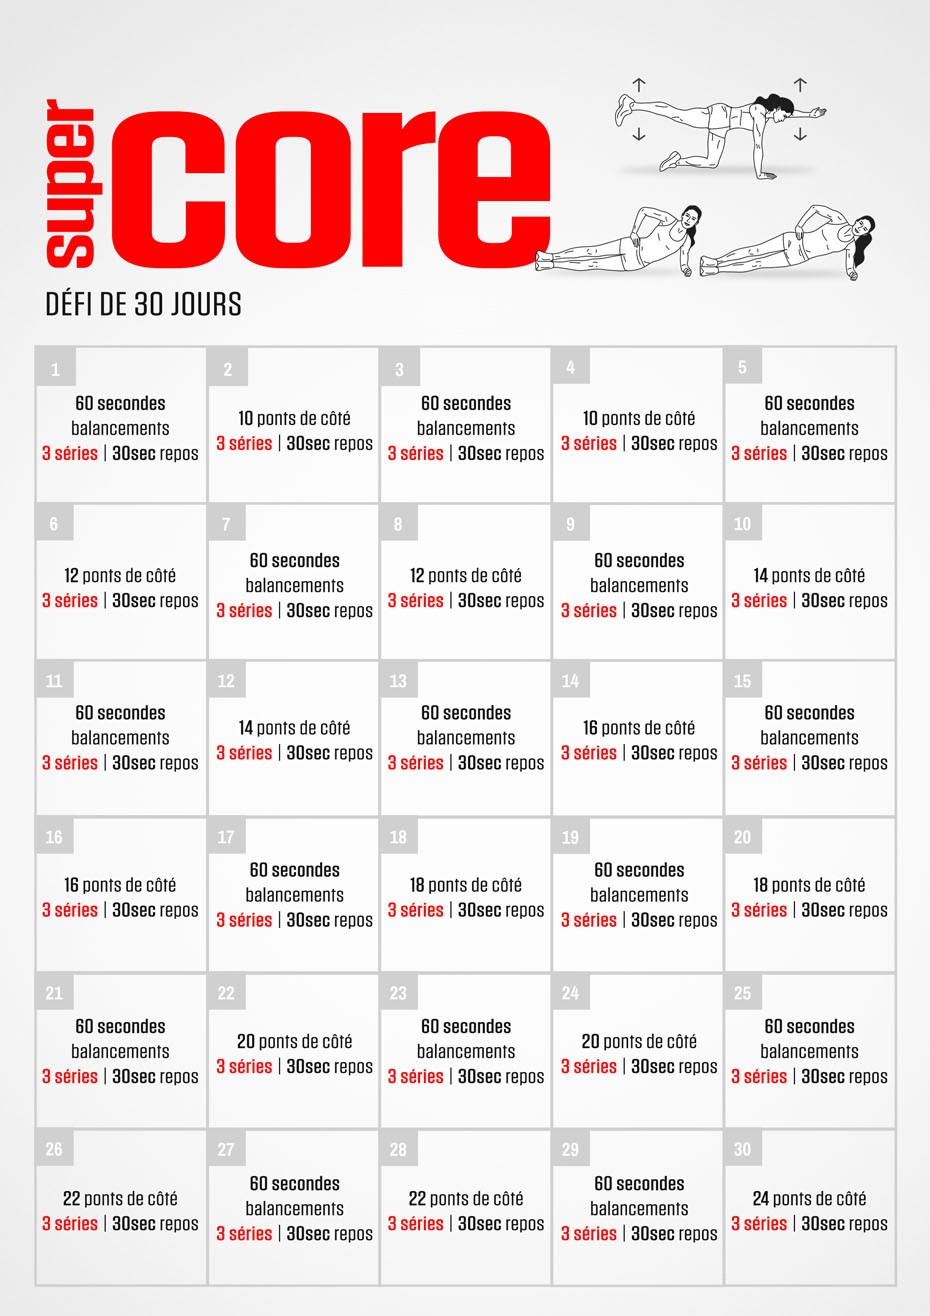 super
core
DÉFI DE 30 JOURS
1
60 secondes
balancements
3 séries | 30sec repos
2
10 ponts de côté
3 séries | 30sec repos
3
60 secondes
balancements
3 séries | 30sec repos
4
10 ponts de côté
3 séries | 30sec repos
5
60 secondes
balancements
3 séries | 30sec repos
6
12 ponts de côté
3 séries | 30sec repos
7
60 secondes
balancements
3 séries | 30sec repos
8
12 ponts de côté
3 séries | 30sec repos
9
60 secondes
balancements
3 séries | 30sec repos
10
14 ponts de côté
3 séries | 30sec repos
11
60 secondes
balancements
3 séries | 30sec repos
12
14 ponts de côté
3 séries | 30sec repos
13
60 secondes
balancements
3 séries | 30sec repos
14
16 ponts de côté
3 séries | 30sec repos
15
60 secondes
balancements
3 séries | 30sec repos
16
16 ponts de côté
3 séries | 30sec repos
17
60 secondes
balancements
3 séries | 30sec repos
18
18 ponts de côté
3 séries | 30sec repos
19
60 secondes
balancements
3 séries | 30sec repos
20
18 ponts de côté
3 séries | 30sec repos
21
60 secondes
balancements
3 séries | 30sec repos
22
20 ponts de côté
3 séries | 30sec repos
23
60 secondes
balancements
3 séries | 30sec repos
24
20 ponts de côté
3 séries | 30sec repos
25
60 secondes
balancements
3 séries | 30sec repos
26
22 ponts de côté
3 séries | 30sec repos
27
60 secondes
balancements
3 séries | 30sec repos
28
22 ponts de côté
3 séries | 30sec repos
29
60 secondes
balancements
3 séries | 30sec repos
30
24 ponts de côté
3 séries | 30sec repos